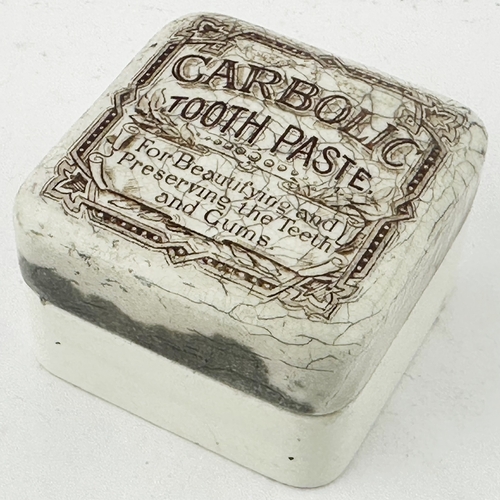 CARBOLIC
TOOTH PASTE.
For Beautifying and
Preserving the Teeth
and Gums.